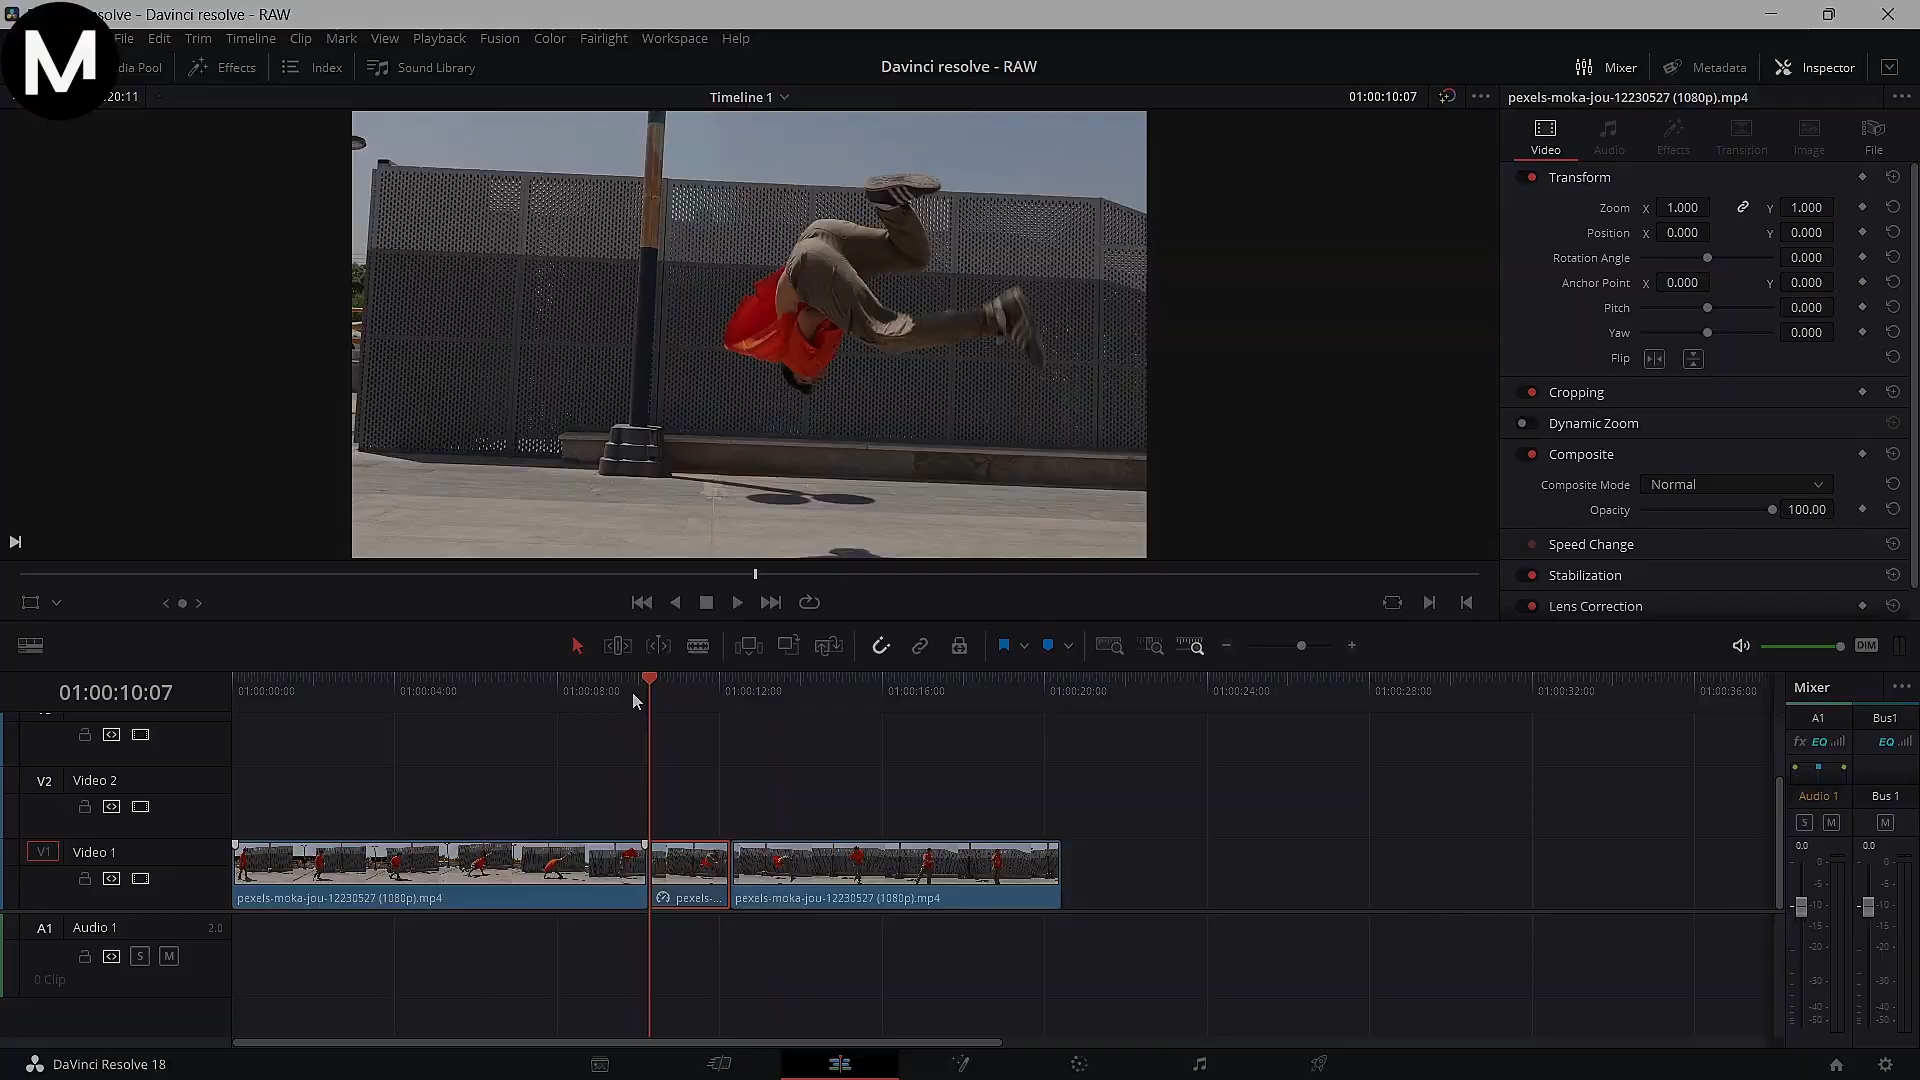 solve - Davinci resolve - RAW
M
File Edit Trim Timeline Clip Mark View Playback Fusion Color Fairlight Workspace Help
dia Pool Effects Index Sound Library
Davinci resolve - RAW
Mixer Metadata Inspector
20:11
Timeline 1
01:00:10:07
pexels-moka-jou-12230527 (1080p).mp4
Video Audio Effects Transition Image File
Transform
Zoom X 1.000 Y 1.000
Position X 0.000 Y 0.000
Rotation Angle 0.000
Anchor Point X 0.000 Y 0.000
Pitch 0.000
Yaw 0.000
Flip
Cropping
Dynamic Zoom
Composite
Composite Mode Normal
Opacity 100.00
Speed Change
Stabilization
Lens Correction
DIM
01:00:10:07
01:00:00:00 01:00:04:00 01:00:08:00 01:00:12:00 01:00:16:00 01:00:20:00 01:00:24:00 01:00:28:00 01:00:32:00 01:00:36:00
Mixer
A1 Bus1
fx EQ EQ
V2 Video 2
Audio 1 Bus 1
S M M
V1 Video 1
0.0 0.0
pexels-moka-jou-12230527 (1080p).mp4
pexels-...
pexels-moka-jou-12230527 (1080p).mp4
A1 Audio 1 2.0
S M
0 Clip
0 -5 -10 -15 -20 -30 -40 -50
0 -5 -10 -15 -20 -30 -40 -50
DaVinci Resolve 18